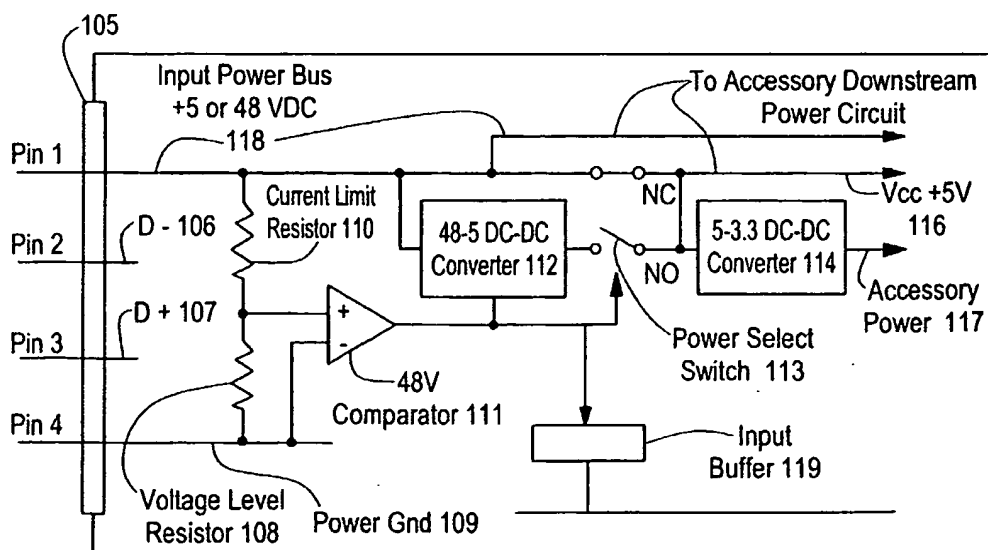 105
Input Power Bus
+5 or 48 VDC
118
To Accessory Downstream
Power Circuit
Pin 1
NC
Vcc +5V
116
Current Limit
Resistor 110
D - 106
Pin 2
48-5 DC-DC
Converter 112
NO
5-3.3 DC-DC
Converter 114
Accessory
Power 117
D + 107
Pin 3
+
-
48V
Comparator 111
Power Select
Switch 113
Pin 4
Input
Buffer 119
Voltage Level
Resistor 108
Power Gnd 109